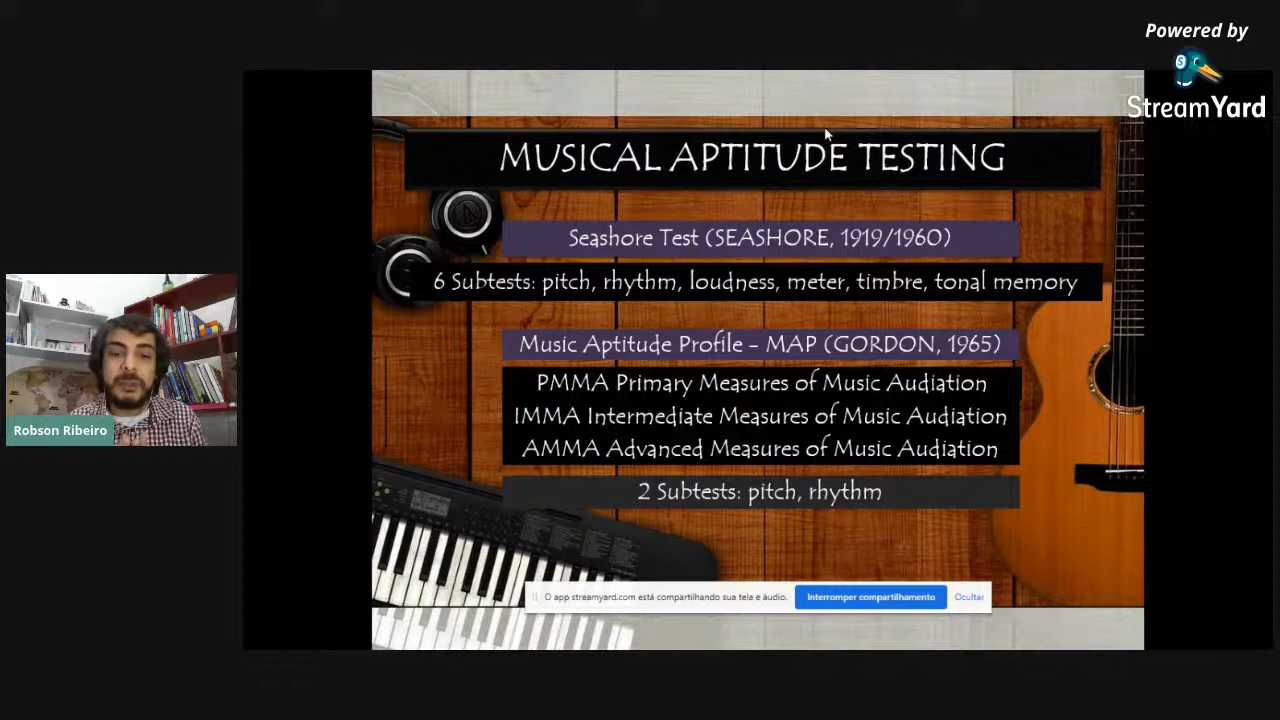 Powered by
StreamYard
MUSICAL APTITUDE TESTING
Seashore Test (SEASHORE, 1919/1960)
6 Subtests: pitch, rhythm, loudness, meter, timbre, tonal memory
Music Aptitude Profile - MAP (GORDON, 1965)
PMMA Primary Measures of Music Audiation
IMMA Intermediate Measures of Music Audiation
AMMA Advanced Measures of Music Audiation
2 Subtests: pitch, rhythm
Robson Ribeiro
O app streamyard.com está compartilhando sua tela e áudio.
Interromper compartilhamento
Ocultar